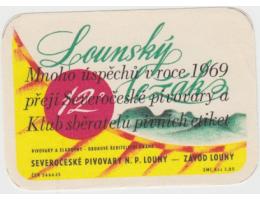 Lounský
Mnoho úspěchů v roce 1969
ležák
12°
přejí Severočeské pivovary a
Klub sběratelů pivních etiket
PIVOVARY A SLADOVNY
SEVEROČESKÉ PIVOVARY N. P. LOUNY — ZÁVOD LOUNY